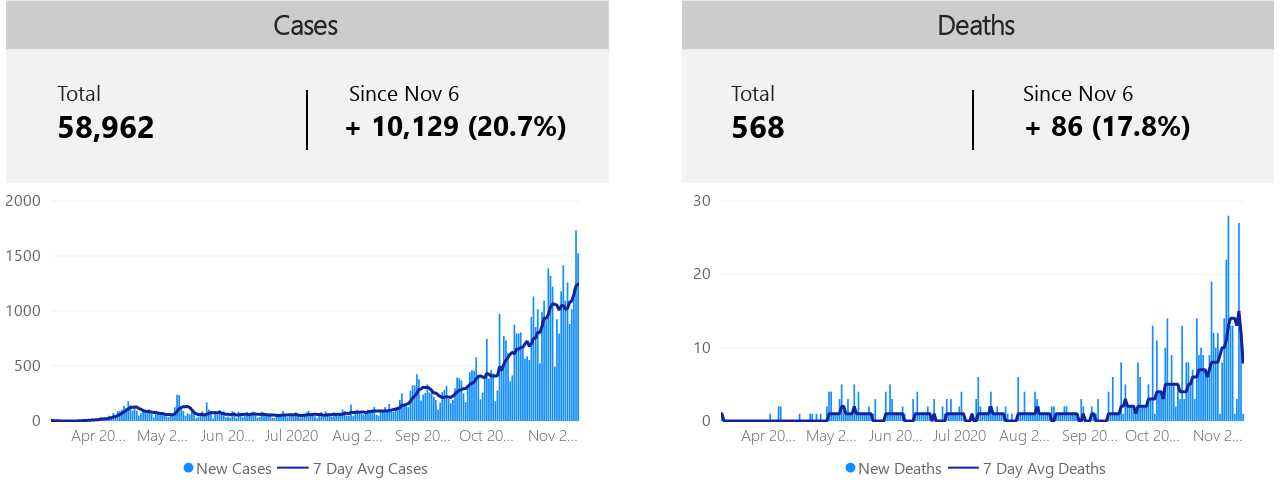 Cases
Total
58,962
Since Nov 6
+ 10,129 (20.7%)
2000
1500
1000
500
0
Apr 20... May 2... Jun 20... Jul 2020 Aug 2... Sep 20... Oct 20... Nov 2...
New Cases 7 Day Avg Cases
Deaths
Total
568
Since Nov 6
+ 86 (17.8%)
30
20
10
0
Apr 20... May 2... Jun 20... Jul 2020 Aug 2... Sep 20... Oct 20... Nov 2...
New Deaths 7 Day Avg Deaths